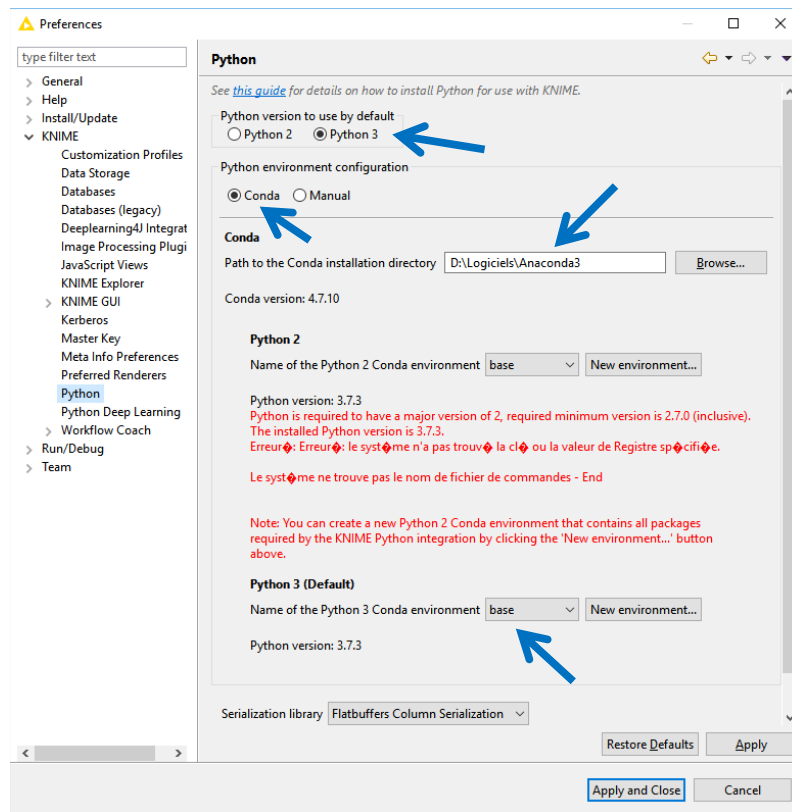 Preferences
type filter text
General
Help
Install/Update
KNIME
Customization Profiles
Data Storage
Databases
Databases (legacy)
Deeplearning4J Integrat
Image Processing Plugi
JavaScript Views
KNIME Explorer
KNIME GUI
Kerberos
Master Key
Meta Info Preferences
Preferred Renderers
Python
Python Deep Learning
Workflow Coach
Run/Debug
Team
Python
See this guide for details on how to install Python for use with KNIME.
Python version to use by default
Python 2 Python 3
Python environment configuration
Conda Manual
Conda
Path to the Conda installation directory D:\Logiciels\Anaconda3 Browse...
Conda version: 4.7.10
Python 2
Name of the Python 2 Conda environment base New environment...
Python version: 3.7.3
Python is required to have a major version of 2, required minimum version is 2.7.0 (inclusive).
The installed Python version is 3.7.3.
Erreur�: Erreur�: le syst�me n'a pas trouv� la cl� ou la valeur de Registre sp�cifi�e.
Le syst�me ne trouve pas le nom de fichier de commandes - End
Note: You can create a new Python 2 Conda environment that contains all packages
required by the KNIME Python integration by clicking the 'New environment...' button
above.
Python 3 (Default)
Name of the Python 3 Conda environment base New environment...
Python version: 3.7.3
Serialization library Flatbuffers Column Serialization
Restore Defaults Apply
Apply and Close Cancel